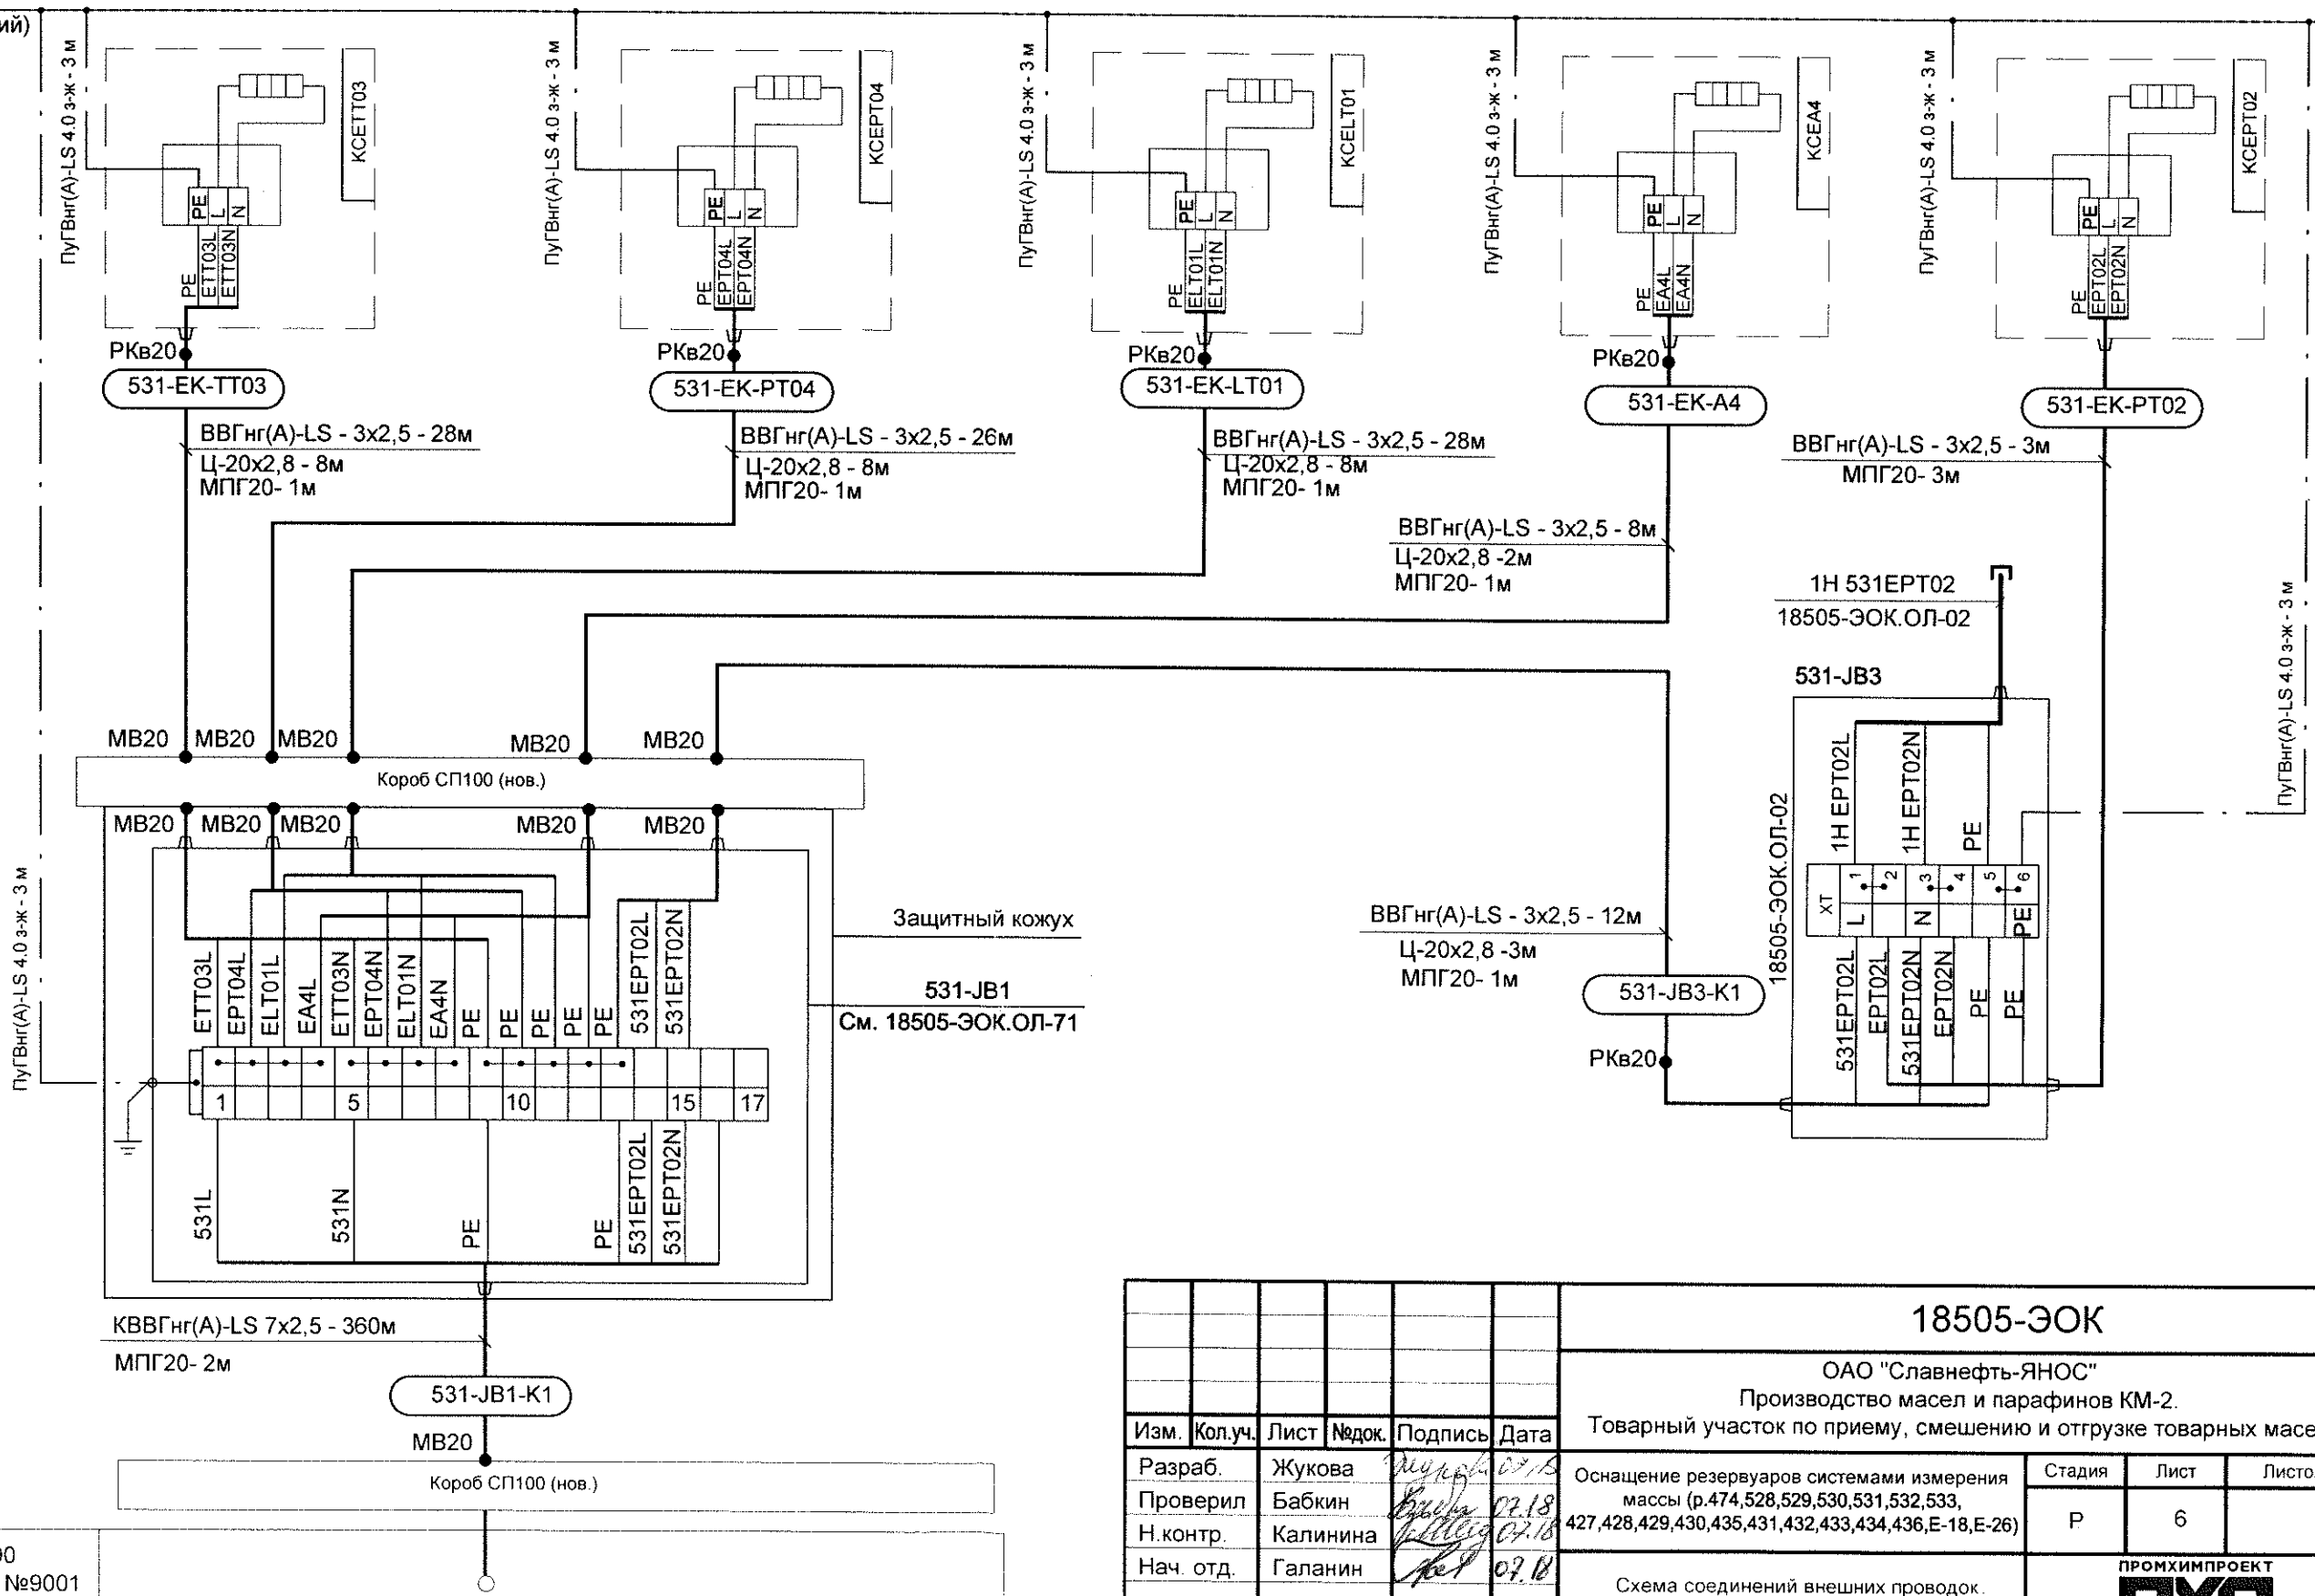 ий)
ПуГВнг(А)-LS 4.0 з-ж - 3 м
KCETT03
PE
L
N
PE
ETT03L
ETT03N
РКв20
531-EK-TT03
ВВГнг(А)-LS - 3х2,5 - 28м
Ц-20х2,8 - 8м
МПГ20- 1м
ПуГВнг(А)-LS 4.0 з-ж - 3 м
KCEPT04
PE
L
N
PE
EPT04L
EPT04N
РКв20
531-EK-PT04
ВВГнг(А)-LS - 3х2,5 - 26м
Ц-20х2,8 - 8м
МПГ20- 1м
ПуГВнг(А)-LS 4.0 з-ж - 3 м
KCELT01
PE
L
N
PE
ELT01L
ELT01N
РКв20
531-EK-LT01
ВВГнг(А)-LS - 3х2,5 - 28м
Ц-20х2,8 - 8м
МПГ20- 1м
ПуГВнг(А)-LS 4.0 з-ж - 3 м
KCEA4
PE
L
N
PE
EA4L
EA4N
РКв20
531-EK-A4
ВВГнг(А)-LS - 3х2,5 - 8м
Ц-20х2,8 -2м
МПГ20- 1м
ПуГВнг(А)-LS 4.0 з-ж - 3 м
KCEPT02
PE
L
N
PE
EPT02L
EPT02N
531-EK-PT02
ВВГнг(А)-LS - 3х2,5 - 3м
МПГ20- 3м
1Н 531EPT02
18505-ЭОК.ОЛ-02
531-JB3
ПуГВнг(А)-LS 4.0 з-ж - 3 м
18505-ЭОК.ОЛ-02
1Н EPT02L
1Н EPT02N
PE
XT
1
2
3
4
5
6
L
N
PE
531EPT02L
EPT02L
531EPT02N
EPT02N
PE
PE
MB20 MB20 MB20 MB20 MB20
Короб СП100 (нов.)
MB20 MB20 MB20 MB20 MB20
ПуГВнг(А)-LS 4.0 з-ж - 3 м
Защитный кожух
531-JB1
См. 18505-ЭОК.ОЛ-71
ВВГнг(А)-LS - 3х2,5 - 12м
Ц-20х2,8 -3м
МПГ20- 1м
531-JB3-K1
РКв20
ETT03L
EPT04L
ELT01L
EA4L
ETT03N
EPT04N
ELT01N
EA4N
PE
PE
PE
PE
PE
531EPT02L
531EPT02N
1 5 10 15 17
531L
531N
PE
PE
531EPT02L
531EPT02N
КВВГнг(А)-LS 7х2,5 - 360м
МПГ20- 2м
531-JB1-K1
MB20
Короб СП100 (нов.)
00
№9001
18505-ЭОК
ОАО "Славнефть-ЯНОС"
Производство масел и парафинов КМ-2.
Товарный участок по приему, смешению и отгрузке товарных масе
Изм. Кол.уч. Лист №док. Подпись Дата
Разраб. Жукова
Проверил Бабкин 07.18
Н.контр. Калинина 07.18
Нач. отд. Галанин 07.18
Оснащение резервуаров системами измерения
массы (р.474,528,529,530,531,532,533,
427,428,429,430,435,431,432,433,434,436,Е-18,Е-26)
Стадия Лист Листо
Р 6
Схема соединений внешних проводок.
ПРОМХИМПРОЕКТ